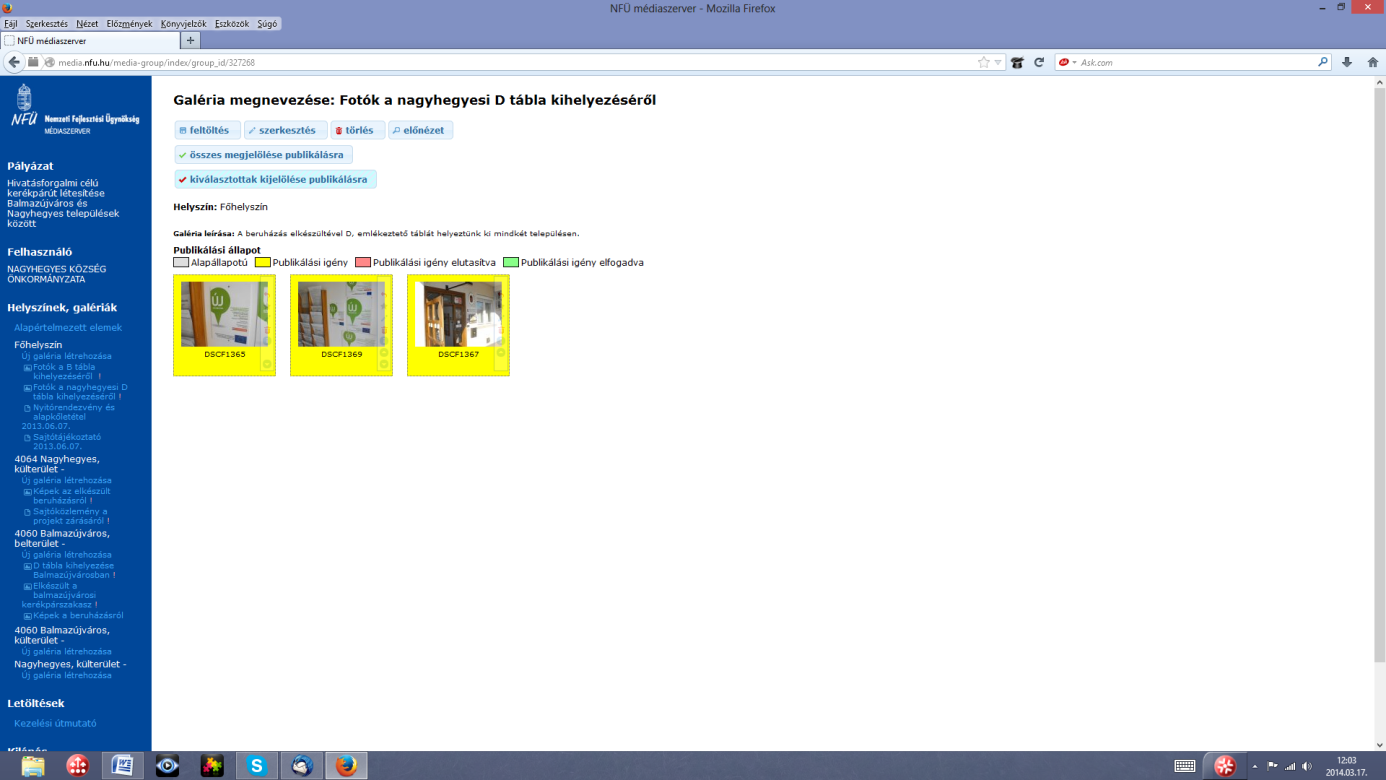 NFÜ médiaszerver - Mozilla Firefox
Fájl Szerkesztés Nézet Előzmények Könyvjelzők Eszközök Súgó
NFÜ médiaszerver
media.nfu.hu/media-group/index/group_id/327268
Ask.com
NFÜ Nemzeti Fejlesztési Ügynökség
MÉDIASZERVER
Pályázat
Hivatásforgalmi célú
kerékpárút létesítése
Balmazújváros és
Nagyhegyes települések
között
Felhasználó
NAGYHEGYES KÖZSÉG
ÖNKORMÁNYZATA
Helyszínek, galériák
Alapértelmezett elemek
Főhelyszín
Új galéria létrehozása
Fotók a B tábla
kihelyezéséről !
Fotók a nagyhegyesi D
tábla kihelyezéséről !
Nyitórendezvény és
alapkőletétel
2013.06.07.
Sajtótájékoztató
2013.06.07.
4064 Nagyhegyes,
külterület -
Új galéria létrehozása
Képek az elkészült
beruházásról !
Sajtóközlemény a
projekt zárásáról !
4060 Balmazújváros,
belterület -
Új galéria létrehozása
D tábla kihelyezése
Balmazújvárosban !
Elkészült a
balmazújvárosi
kerékpárszakasz !
Képek a beruházásról
4060 Balmazújváros,
külterület -
Új galéria létrehozása
Nagyhegyes, külterület -
Új galéria létrehozása
Letöltések
Kezelési útmutató
Kilépés
Galéria megnevezése: Fotók a nagyhegyesi D tábla kihelyezéséről
feltöltés szerkesztés törlés előnézet
összes megjelölése publikálásra
kiválasztottak kijelölése publikálásra
Helyszín: Főhelyszín
Galéria leírása: A beruházás elkészültével D, emlékeztető táblát helyeztünk ki mindkét településen.
Publikálási állapot
Alapállapotú Publikálási igény Publikálási igény elutasítva Publikálási igény elfogadva
ÚJ
ÚJ
DSCF1365 DSCF1369 DSCF1367
12:03
2014.03.17.